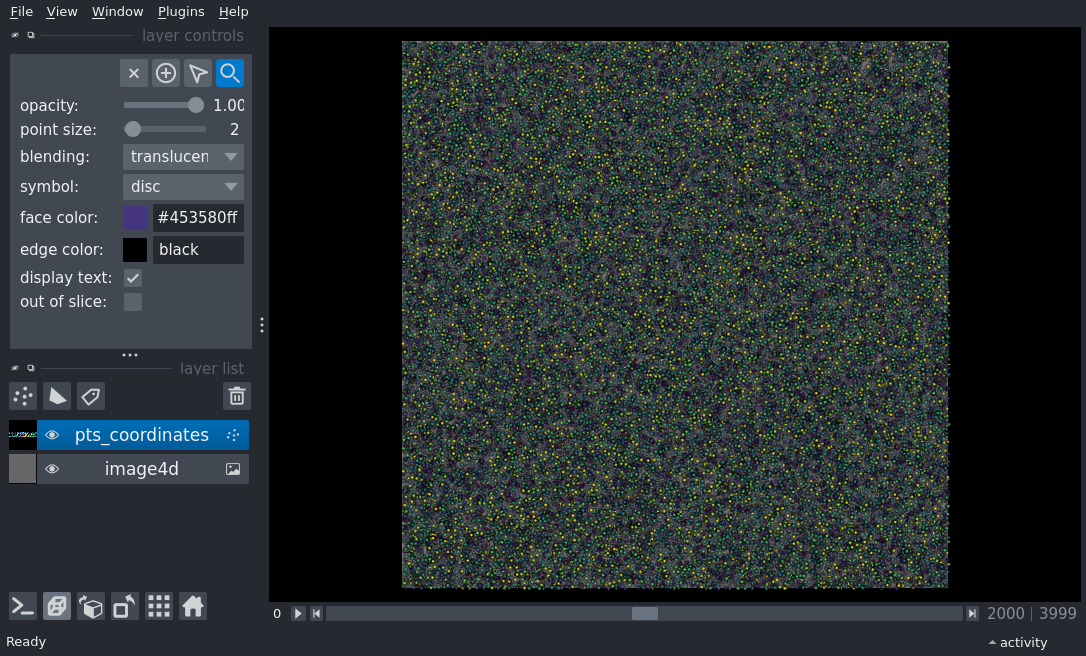 File View Window Plugins Help
layer controls
opacity: 1.00
point size: 2
blending: translucen
symbol: disc
face color: #453580ff
edge color: black
display text:
out of slice:
layer list
pts_coordinates
image4d
0 2000 3999
Ready activity